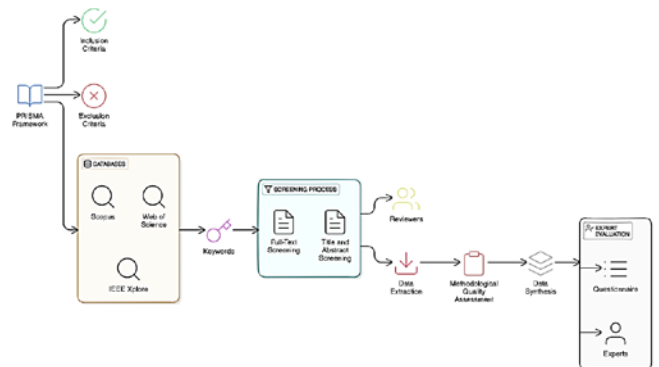 Inclusion
Criteria
PRISMA
Framework
Exclusion
Criteria
DATABASES
Scopus
Web of
Science
IEEE Xplore
Keywords
SCREENING PROCESS
Full-Text
Screening
Title and
Abstract
Screening
Reviewers
Data
Extraction
Methodological
Quality
Assessment
Data
Synthesis
EXPERT
EVALUATION
Questionnaire
Experts